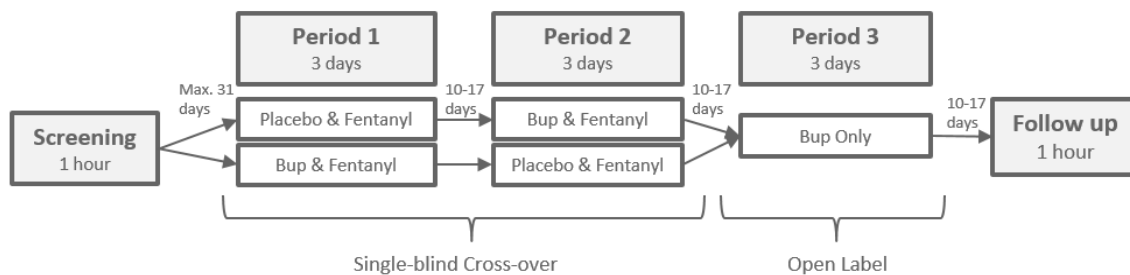 Period 1
3 days
Period 2
3 days
Period 3
3 days
Max. 31
days
10-17
days
10-17
days
10-17
days
Screening
1 hour
Placebo & Fentanyl
Bup & Fentanyl
Bup & Fentanyl
Placebo & Fentanyl
Bup Only
Follow up
1 hour
Single-blind Cross-over
Open Label